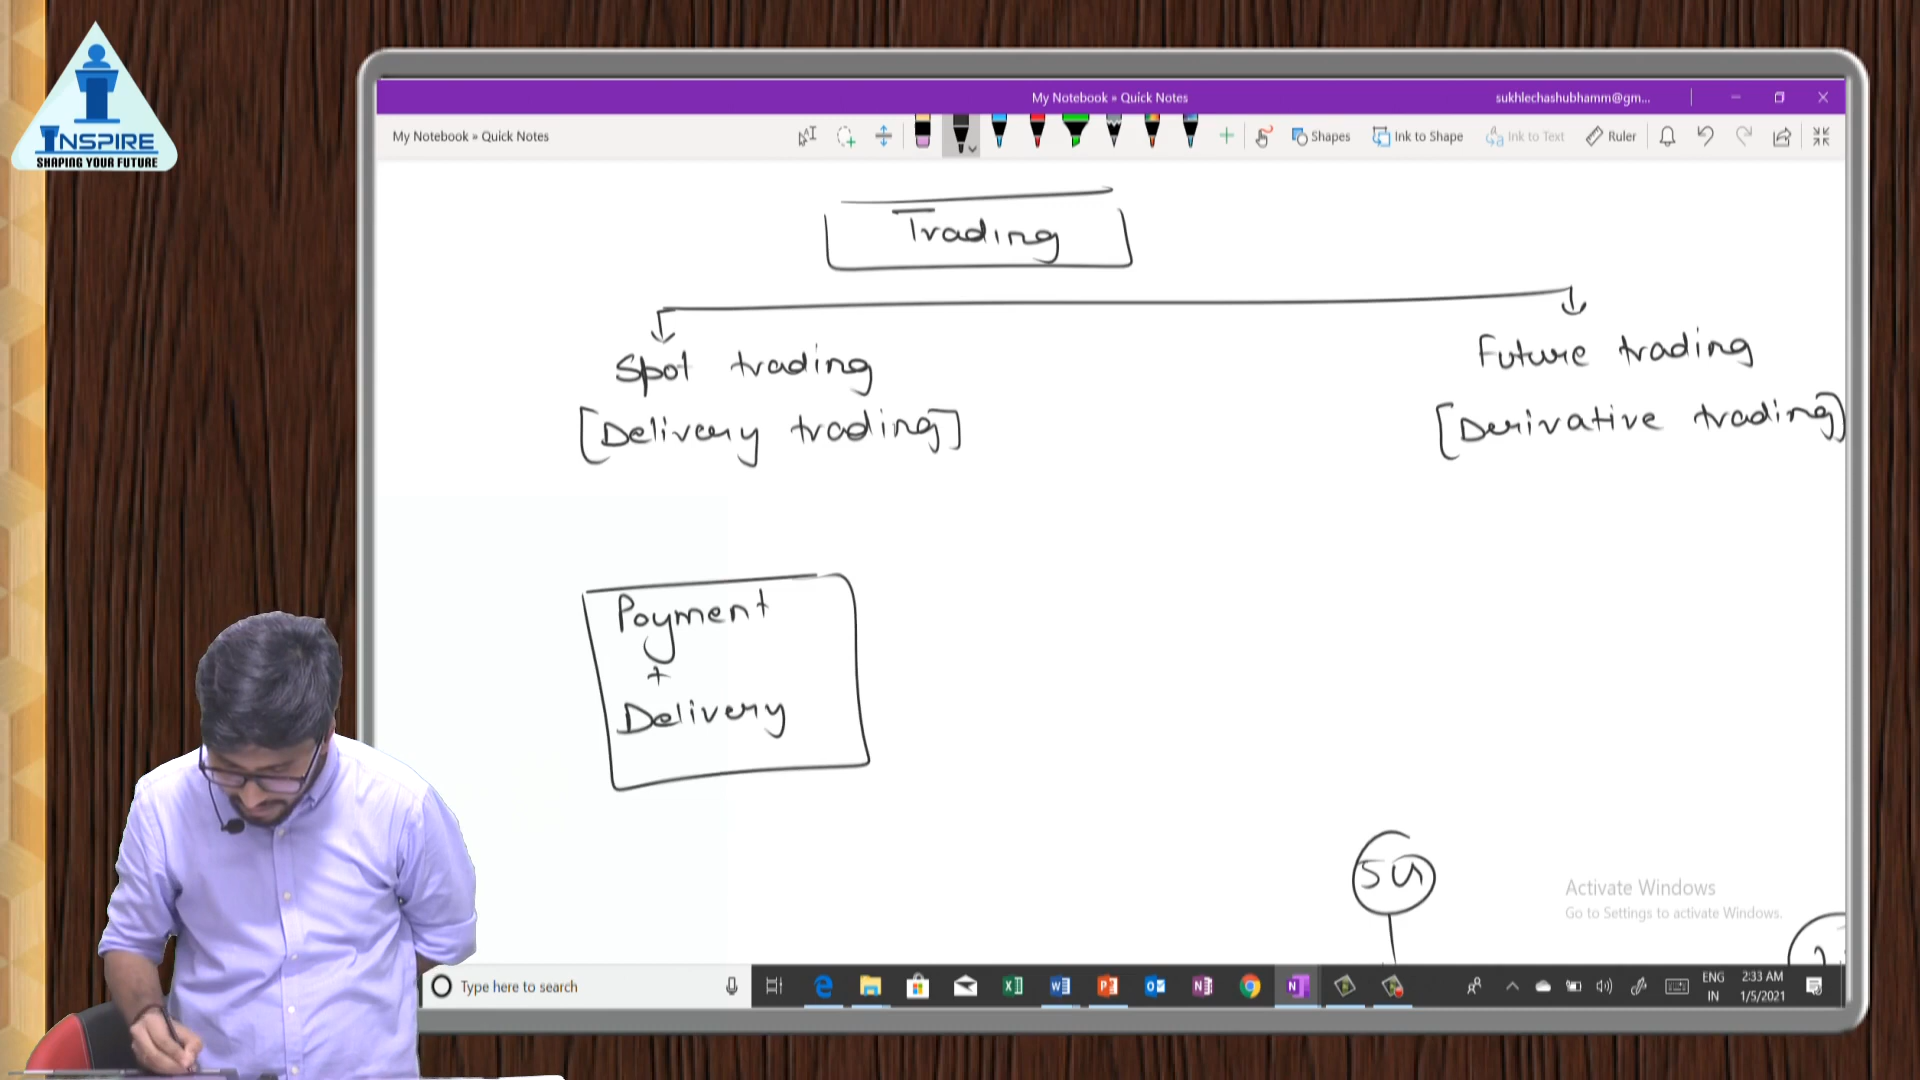 INSPIRE
SHAPING YOUR FUTURE
My Notebook » Quick Notes
sukhlechashubhamm@gm...
My Notebook » Quick Notes
Shapes
Ink to Shape
Ink to Text
Ruler
Trading
Spot trading
Future trading
[Delivery trading]
[Derivative trading]
Payment
+
Delivery
Activate Windows
Go to Settings to activate Windows.
Type here to search
ENG
IN
2:33 AM
1/5/2021